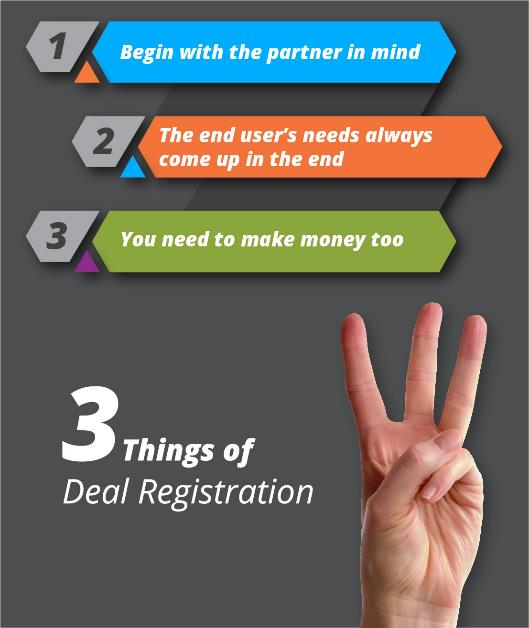 1
Begin with the partner in mind
2
The end user's needs always
come up in the end
3
You need to make money too
3 Things of
Deal Registration